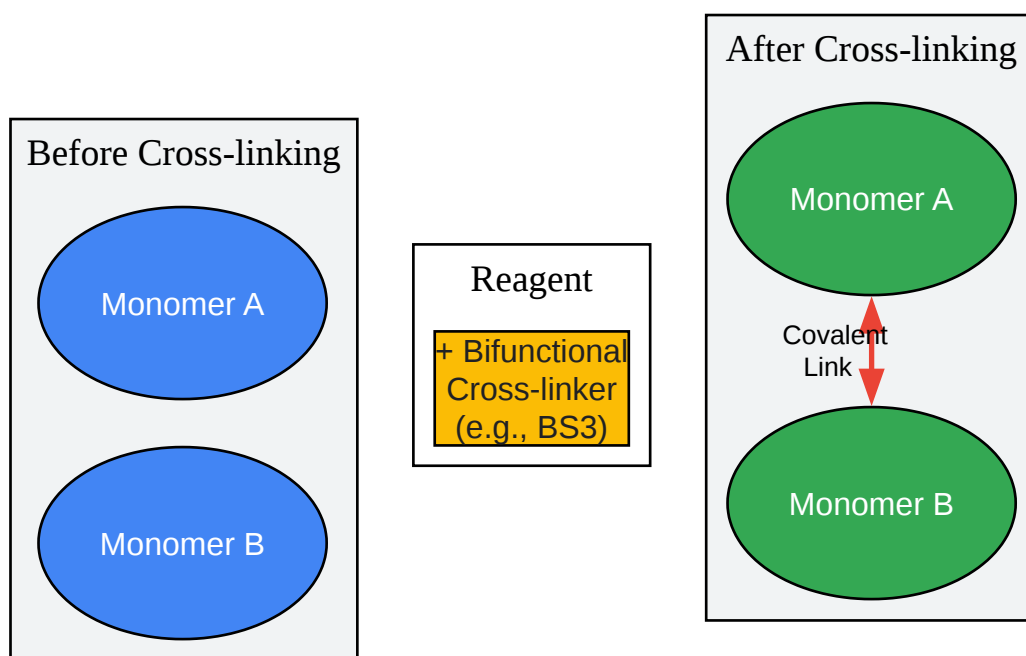 Before Cross-linking
Monomer A
Monomer B
Reagent
+ Bifunctional
Cross-linker
(e.g., BS3)
After Cross-linking
Monomer A
Covalent
Link
Monomer B